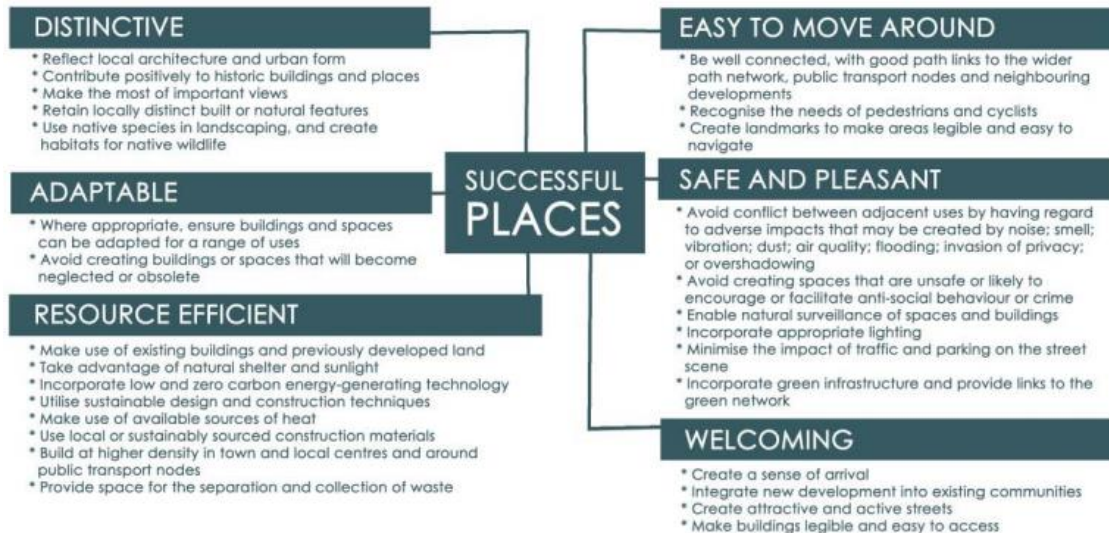 DISTINCTIVE
* Reflect local architecture and urban form
* Contribute positively to historic buildings and places
* Make the most of important views
* Retain locally distinct built or natural features
* Use native species in landscaping, and create
habitats for native wildlife
ADAPTABLE
* Where appropriate, ensure buildings and spaces
can be adapted for a range of uses
* Avoid creating buildings or spaces that will become
neglected or obsolete
RESOURCE EFFICIENT
* Make use of existing buildings and previously developed land
* Take advantage of natural shelter and sunlight
* Incorporate low and zero carbon energy-generating technology
* Utilise sustainable design and construction techniques
* Make use of available sources of heat
* Use local or sustainably sourced construction materials
* Build at higher density in town and local centres and around
public transport nodes
* Provide space for the separation and collection of waste
SUCCESSFUL
PLACES
EASY TO MOVE AROUND
* Be well connected, with good path links to the wider
path network, public transport nodes and neighbouring
developments
* Recognise the needs of pedestrians and cyclists
* Create landmarks to make areas legible and easy to
navigate
SAFE AND PLEASANT
* Avoid conflict between adjacent uses by having regard
to adverse impacts that may be created by noise; smell;
vibration; dust; air quality; flooding; invasion of privacy;
or overshadowing
* Avoid creating spaces that are unsafe or likely to
encourage or facilitate anti-social behaviour or crime
* Enable natural surveillance of spaces and buildings
* Incorporate appropriate lighting
* Minimise the impact of traffic and parking on the street
scene
* Incorporate green infrastructure and provide links to the
green network
WELCOMING
* Create a sense of arrival
* Integrate new development into existing communities
* Create attractive and active streets
* Make buildings legible and easy to access